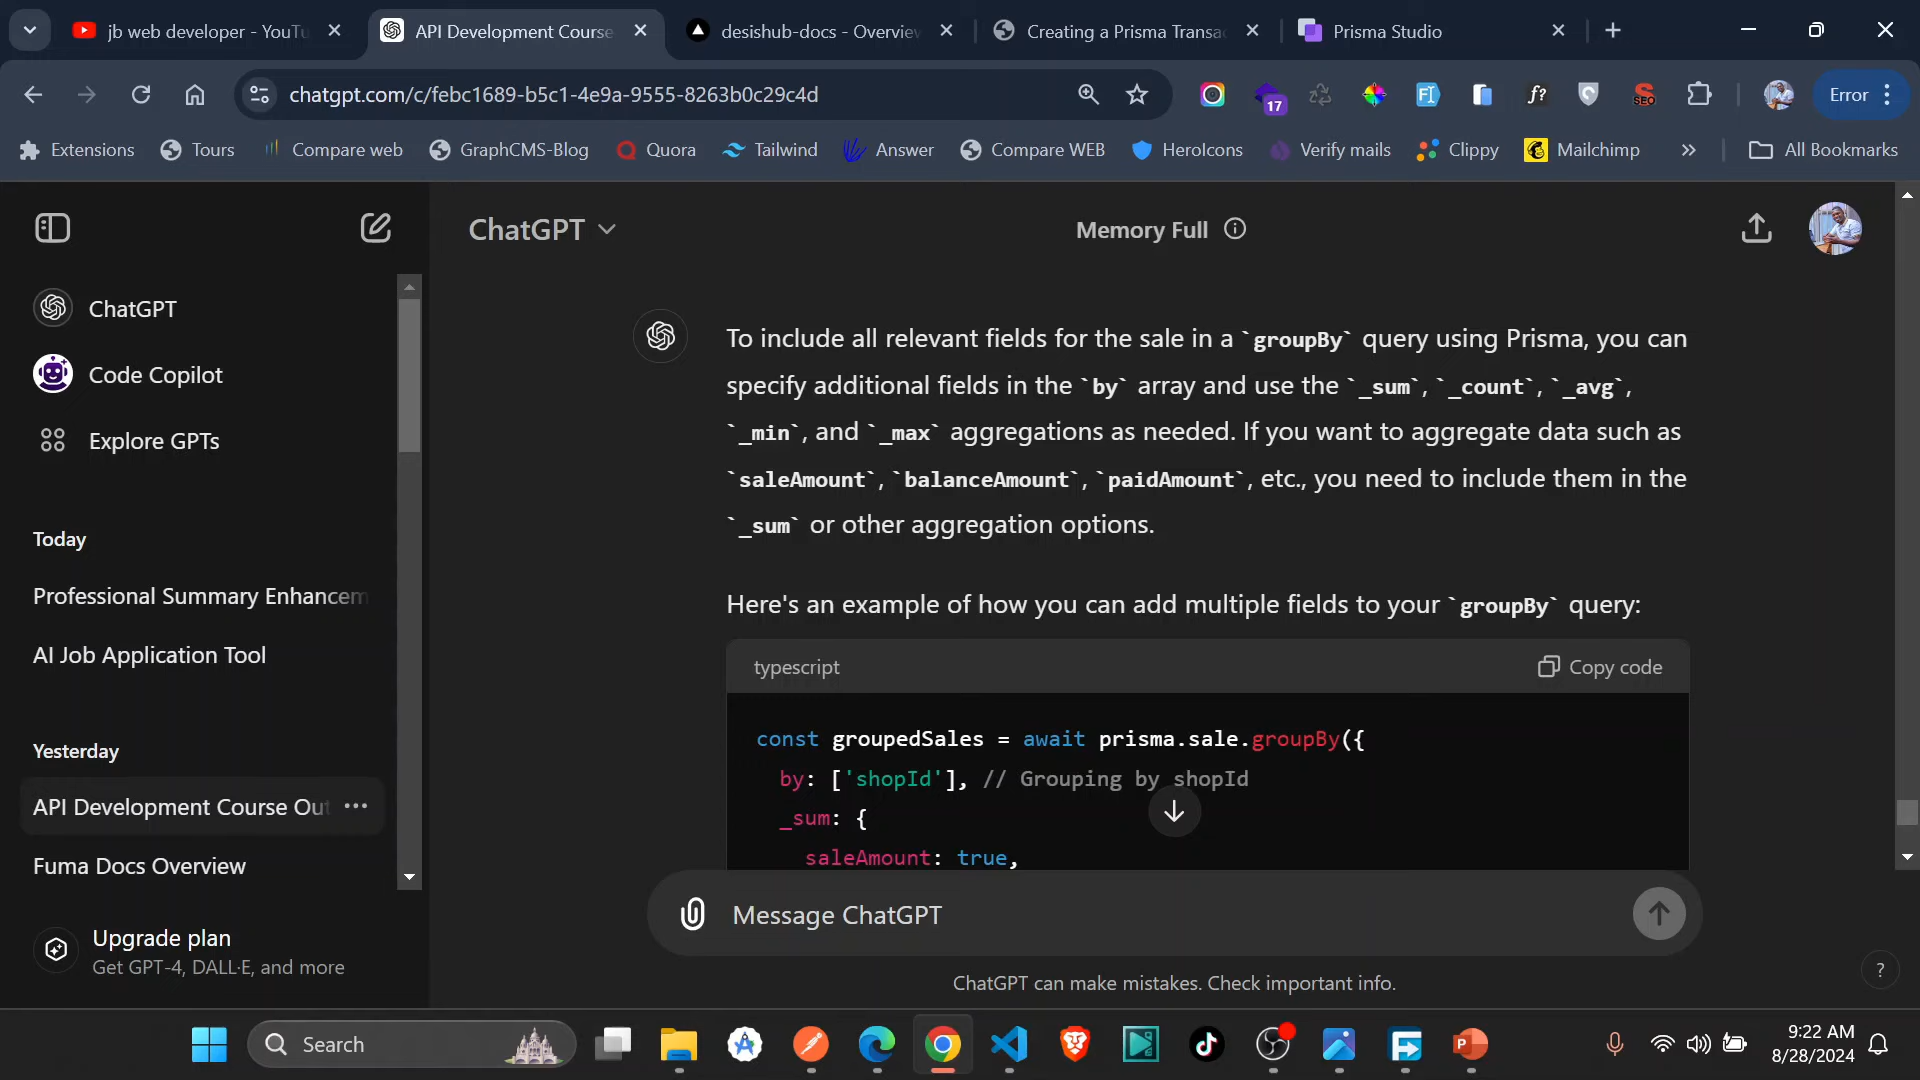 jb web developer - YouTu
API Development Course
desishub-docs - Overview
Creating a Prisma Transa
Prisma Studio
chatgpt.com/c/febc1689-b5c1-4e9a-9555-8263b0c29c4d
17
FI
f?
SEO
Error
Extensions
Tours
Compare web
GraphCMS-Blog
Quora
Tailwind
Answer
Compare WEB
HeroIcons
Verify mails
Clippy
Mailchimp
»
All Bookmarks
ChatGPT
Memory Full
ChatGPT
Code Copilot
Explore GPTs
Today
Professional Summary Enhancem
AI Job Application Tool
Yesterday
API Development Course Out
Fuma Docs Overview
Upgrade plan
Get GPT-4, DALL·E, and more
To include all relevant fields for the sale in a `groupBy` query using Prisma, you can
specify additional fields in the `by` array and use the `_sum`, `_count`, `_avg`,
`_min`, and `_max` aggregations as needed. If you want to aggregate data such as
`saleAmount`, `balanceAmount`, `paidAmount`, etc., you need to include them in the
`_sum` or other aggregation options.
Here's an example of how you can add multiple fields to your `groupBy` query:
typescript
Copy code
const groupedSales = await prisma.sale.groupBy({
by: ['shopId'], // Grouping by shopId
_sum: {
saleAmount: true,
Message ChatGPT
ChatGPT can make mistakes. Check important info.
?
Search
9:22 AM
8/28/2024